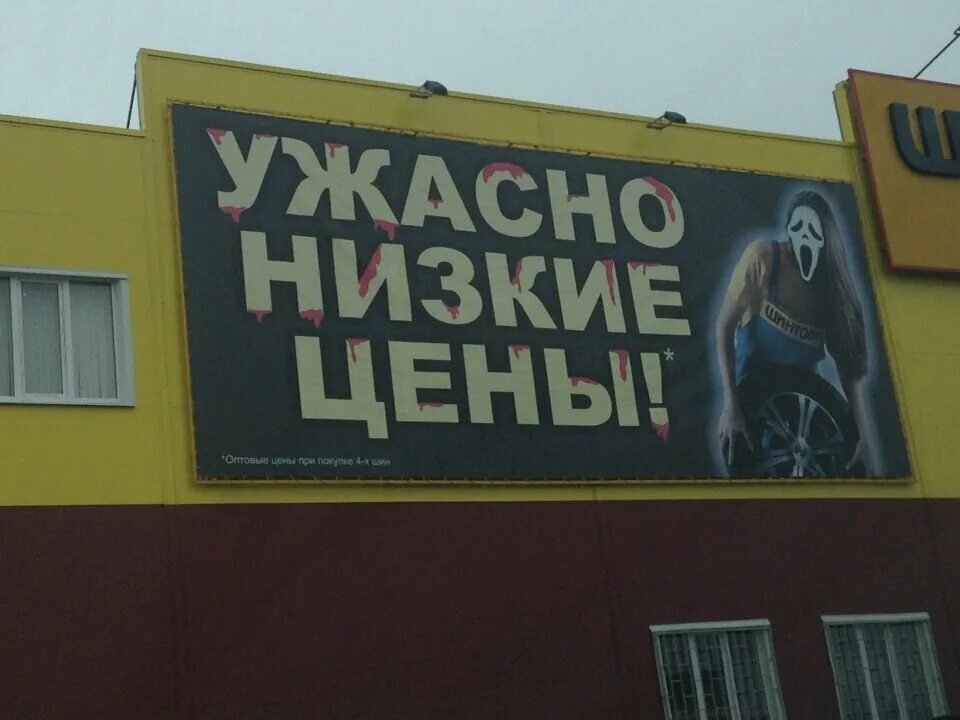 УЖАСНО
НИЗКИЕ
ЦЕНЫ!*
*Оптовые цены при покупке 4-х шин